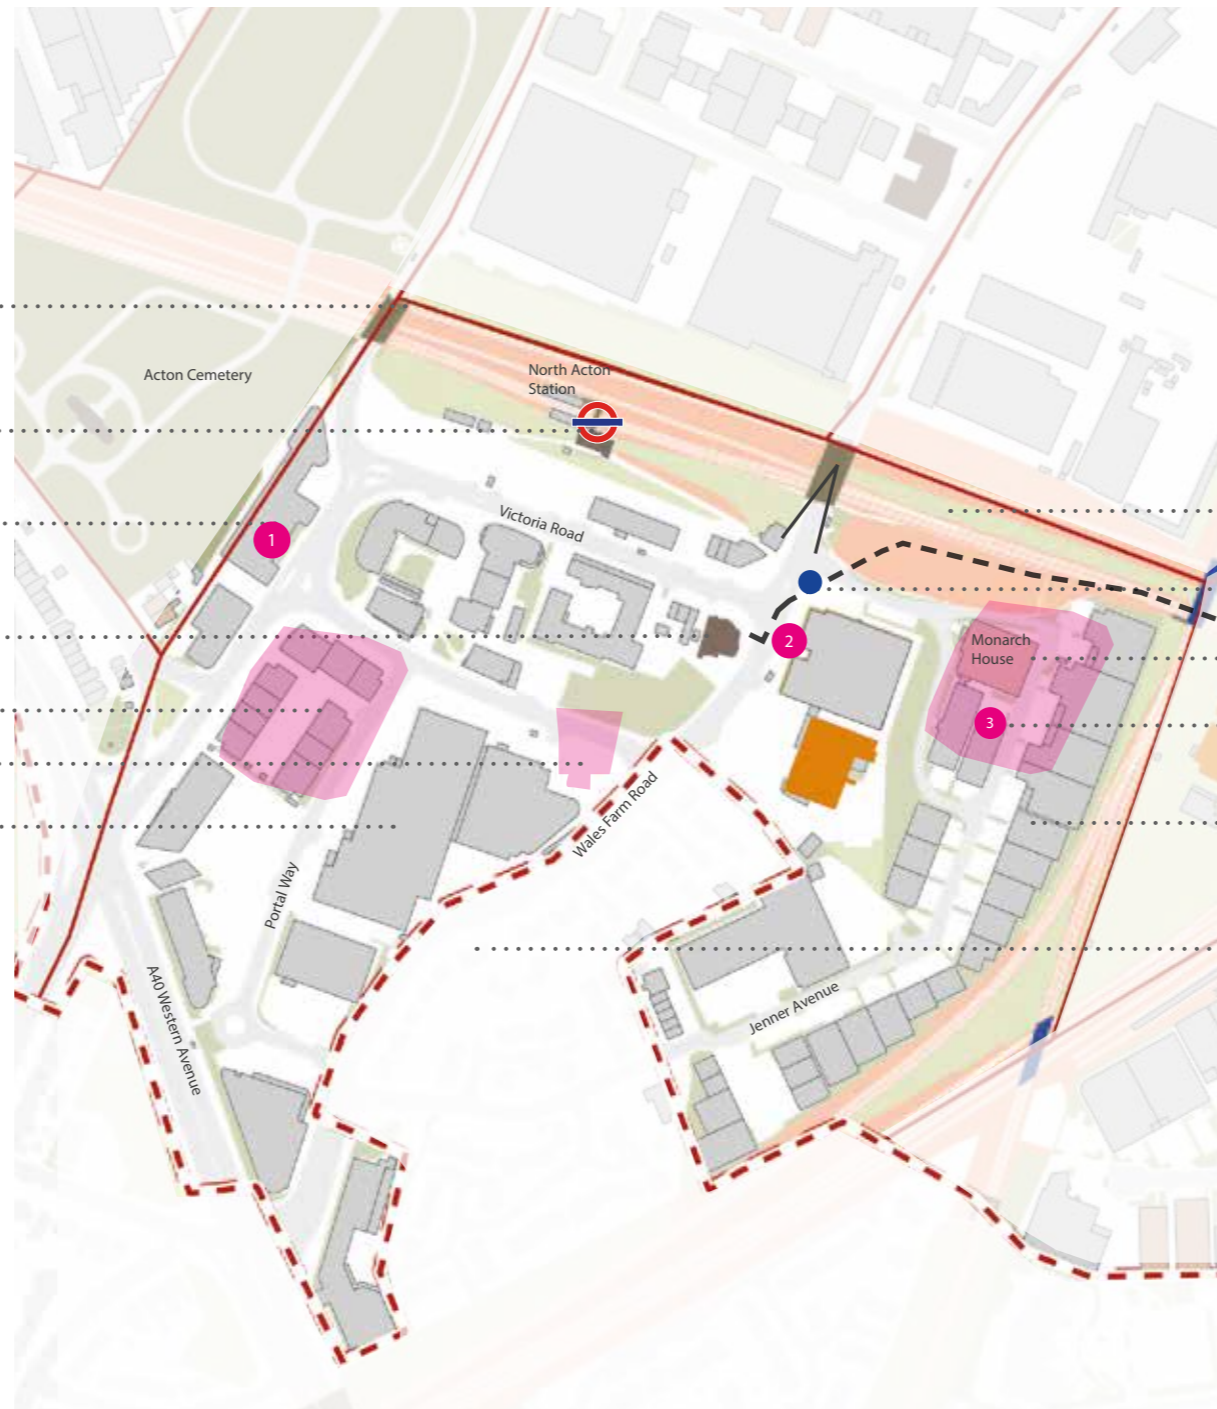 Acton Cemetery
North Acton
Station
Victoria Road
1
2
Monarch
House
3
Wales Farm Road
Portal Way
A40 Western Avenue
Jenner Avenue